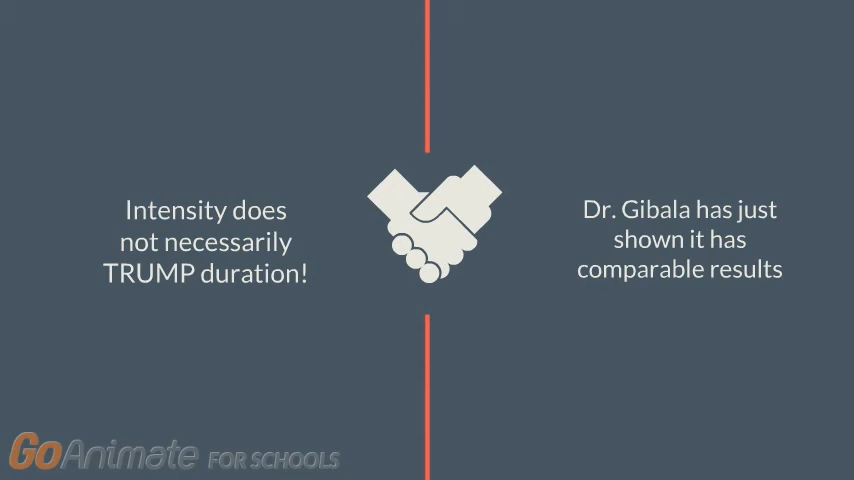 Intensity does
not necessarily
TRUMP duration!
Dr. Gibala has just
shown it has
comparable results
GoAnimate FOR SCHOOLS